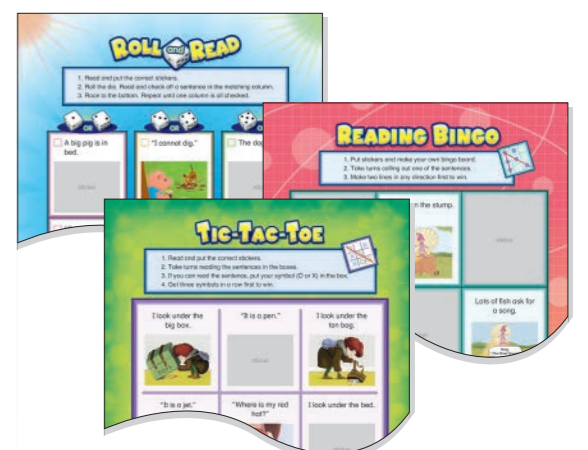 ROLL and READ
1. Read and put the correct stickers.
2. Roll the die. Read and check off a sentence in the matching column.
3. Race to the bottom. Repeat until one column is all checked.
OR
OR
OR
A big pig is in
bed.
"I cannot dig."
The dog
sticker
READING BINGO
1. Put stickers and make your own bingo board.
2. Take turns calling out one of the sentences.
3. Make two lines in any direction first to win.
n the stump.
sticker
Lots of fish ask for
a song.
TIC-TAC-TOE
1. Read and put the correct stickers.
2. Take turns reading the sentences in the boxes.
3. If you can read the sentence, put your symbol (O or X) in the box.
4. Get three symbols in a row first to win.
I look under the
big box.
"It is a pen."
I look under the
tan bag.
sticker
"It is a jet."
"Where is my red
hat?"
I look under the bed.
sticker